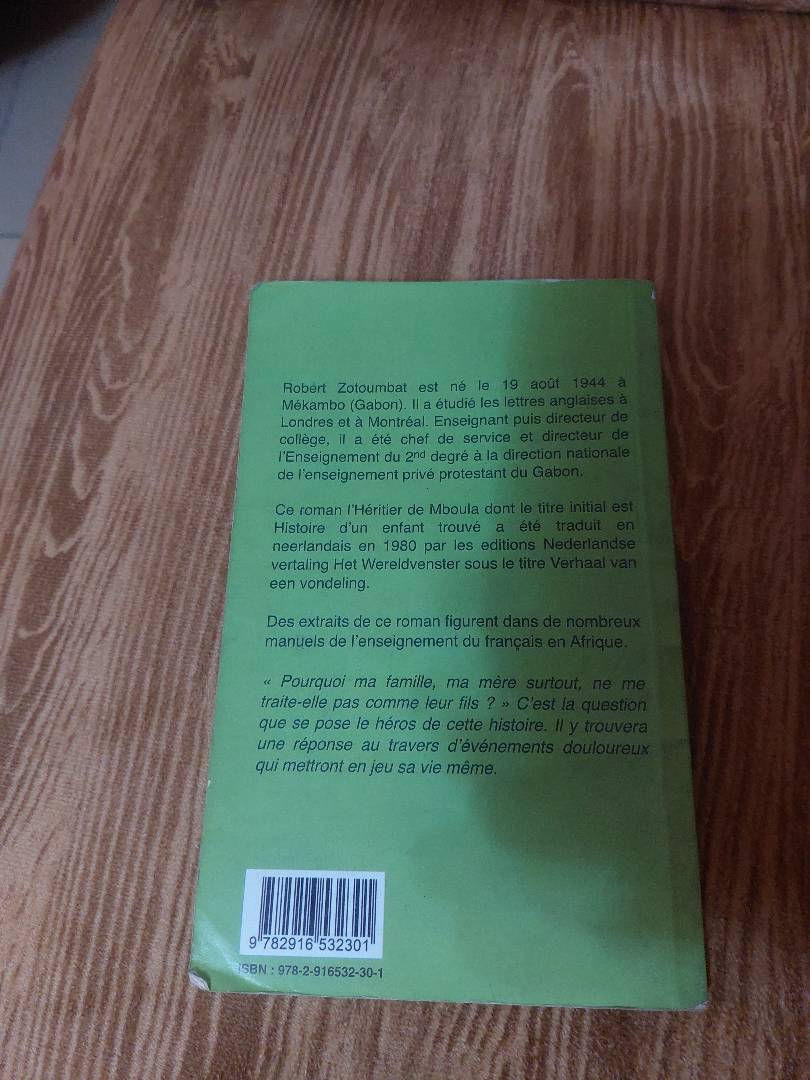 Robert Zotoumbat est né le 19 août 1944 à
Mékambo (Gabon). Il a étudié les lettres anglaises à
Londres et à Montréal. Enseignant puis directeur de
collège, il a été chef de service et directeur de
l'Enseignement du 2nd degré à la direction nationale
de l'enseignement privé protestant du Gabon.
Ce roman l'Héritier de Mboula dont le titre initial est
Histoire d'un enfant trouvé a été traduit en
neerlandais en 1980 par les editions Nederlandse
vertaling Het Wereldvenster sous le titre Verhaal van
een vondeling.
Des extraits de ce roman figurent dans de nombreux
manuels de l'enseignement du français en Afrique.
« Pourquoi ma famille, ma mère surtout, ne me
traite-elle pas comme leur fils ? » C'est la question
que se pose le héros de cette histoire. Il y trouvera
une réponse au travers d'événements douloureux
qui mettront en jeu sa vie même.
9 782916 532301
ISBN : 978-2-916532-30-1